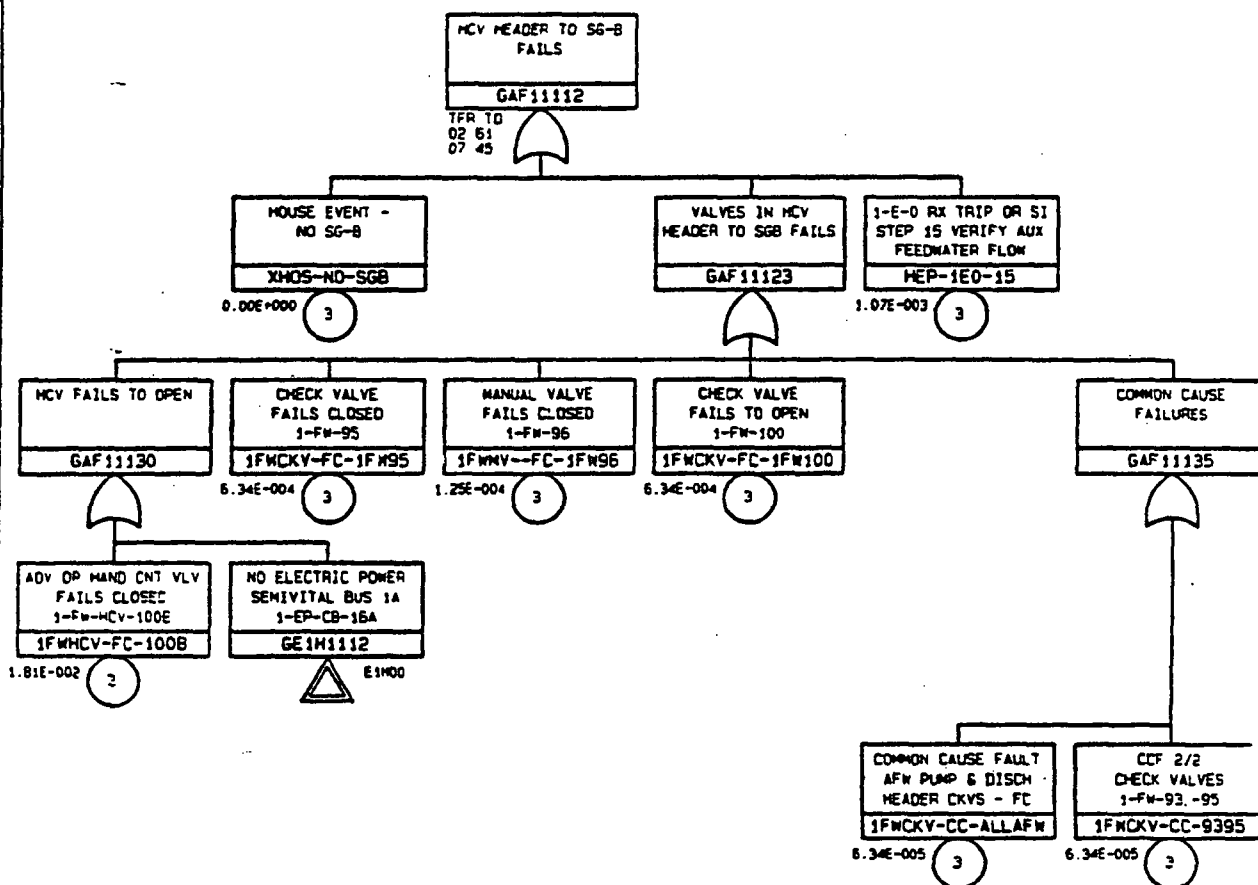 HCV HEADER TO SG-B
FAILS
GAF11112
TFR TO
02 61
07 45
HOUSE EVENT -
NO SG-B
XHOS-NO-SGB
0.00E+000
3
VALVES IN HCV
HEADER TO SGB FAILS
GAF11123
1-E-0 RX TRIP OR SI
STEP 15 VERIFY AUX
FEEDWATER FLOW
HEP-1E0-15
1.07E-003
3
HCV FAILS TO OPEN
GAF11130
CHECK VALVE
FAILS CLOSED
1-FW-95
1FWCKV-FC-1FW95
6.34E-004
3
MANUAL VALVE
FAILS CLOSED
1-FW-96
1FWMV--FC-1FW96
1.25E-004
3
CHECK VALVE
FAILS TO OPEN
1-FW-100
1FWCKV-FC-1FW100
6.34E-004
3
COMMON CAUSE
FAILURES
GAF11135
AOV OP HAND CNT VLV
FAILS CLOSED
1-FW-HCV-100B
1FWHCV-FC-100B
1.81E-002
NO ELECTRIC POWER
SEMIVITAL BUS 1A
1-EP-CB-16A
GE1H1112
E1H00
COMMON CAUSE FAULT
AFW PUMP & DISCH
HEADER CKVS - FC
1FWCKV-CC-ALLAFW
6.34E-005
3
CCF 2/2
CHECK VALVES
1-FW-93,-95
1FWCKV-CC-9395
6.34E-005
3